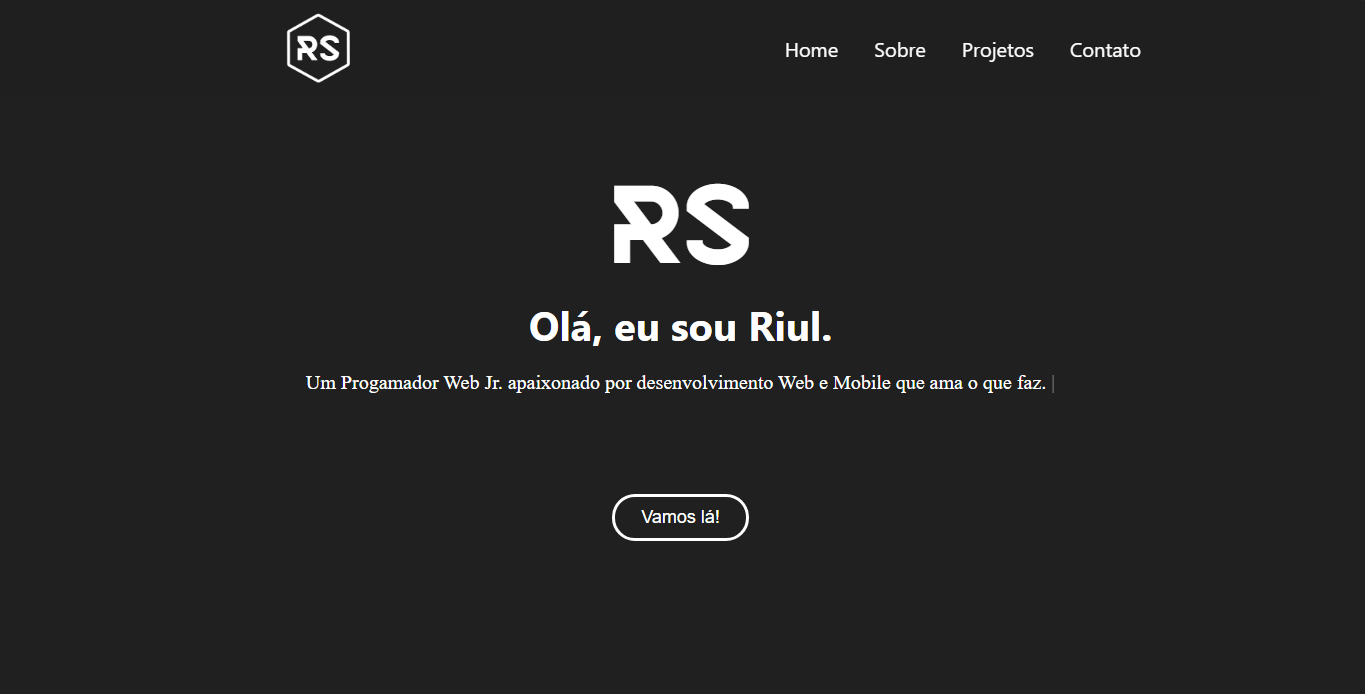 RS
Home Sobre Projetos Contato
RS
Olá, eu sou Riul.
Um Progamador Web Jr. apaixonado por desenvolvimento Web e Mobile que ama o que faz. |
Vamos lá!